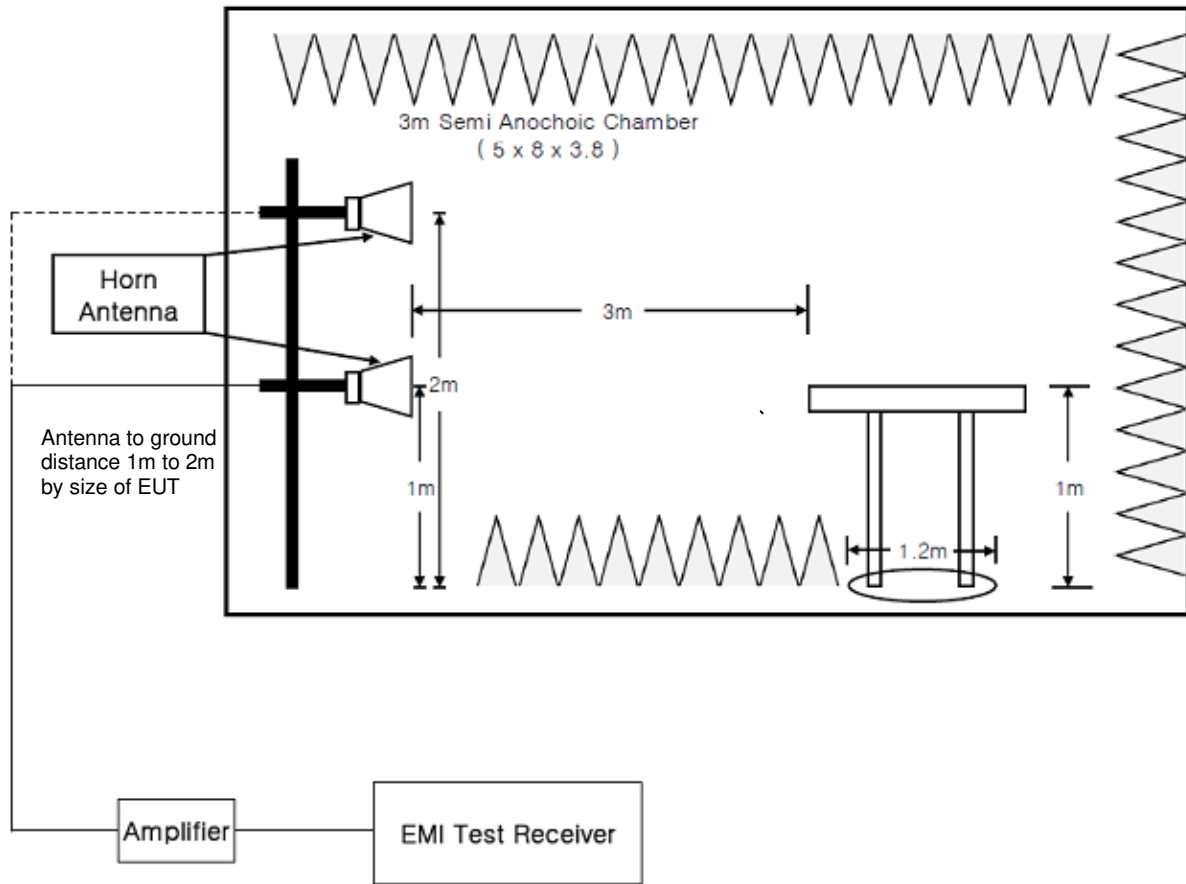 3m Semi Anochoic Chamber
( 5 x 8 x 3.8 )
Horn
Antenna
3m
2m
Antenna to ground
distance 1m to 2m
by size of EUT
1m
1m
1.2m
Amplifier
EMI Test Receiver